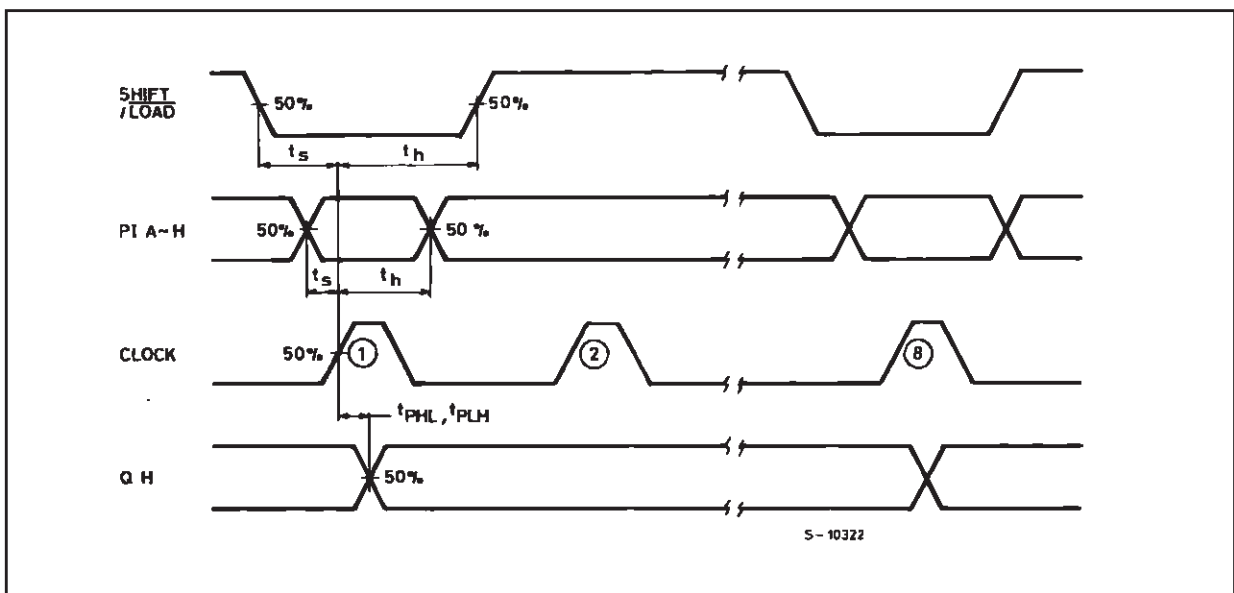 SHIFT
/LOAD
50%
50%
ts
th
PI A~H
50%
50%
ts
th
CLOCK
50%
1
2
8
tPHL, tPLH
Q H
50%
S-10322